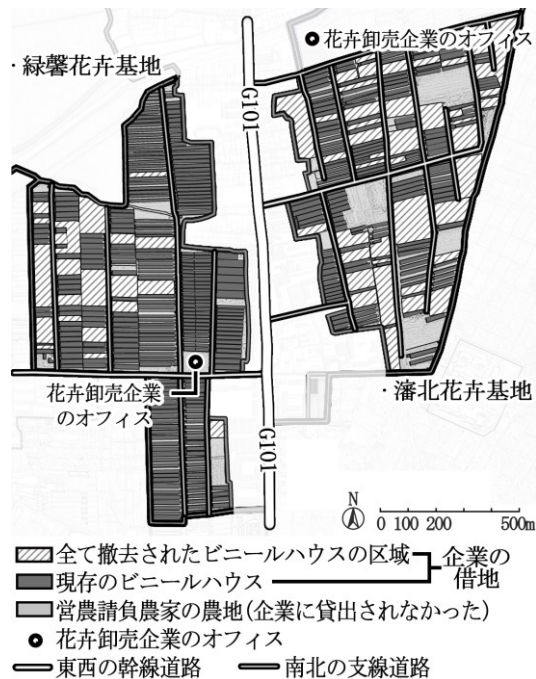 花卉卸売企業のオフィス
・緑馨花卉基地
G101
花卉卸売企業
のオフィス
・瀋北花卉基地
G101
N
0 100 200 500m
全て撤去されたビニールハウスの区域
現存のビニールハウス
企業の
借地
営農請負農家の農地(企業に貸出されなかった)
花卉卸売企業のオフィス
東西の幹線道路 南北の支線道路